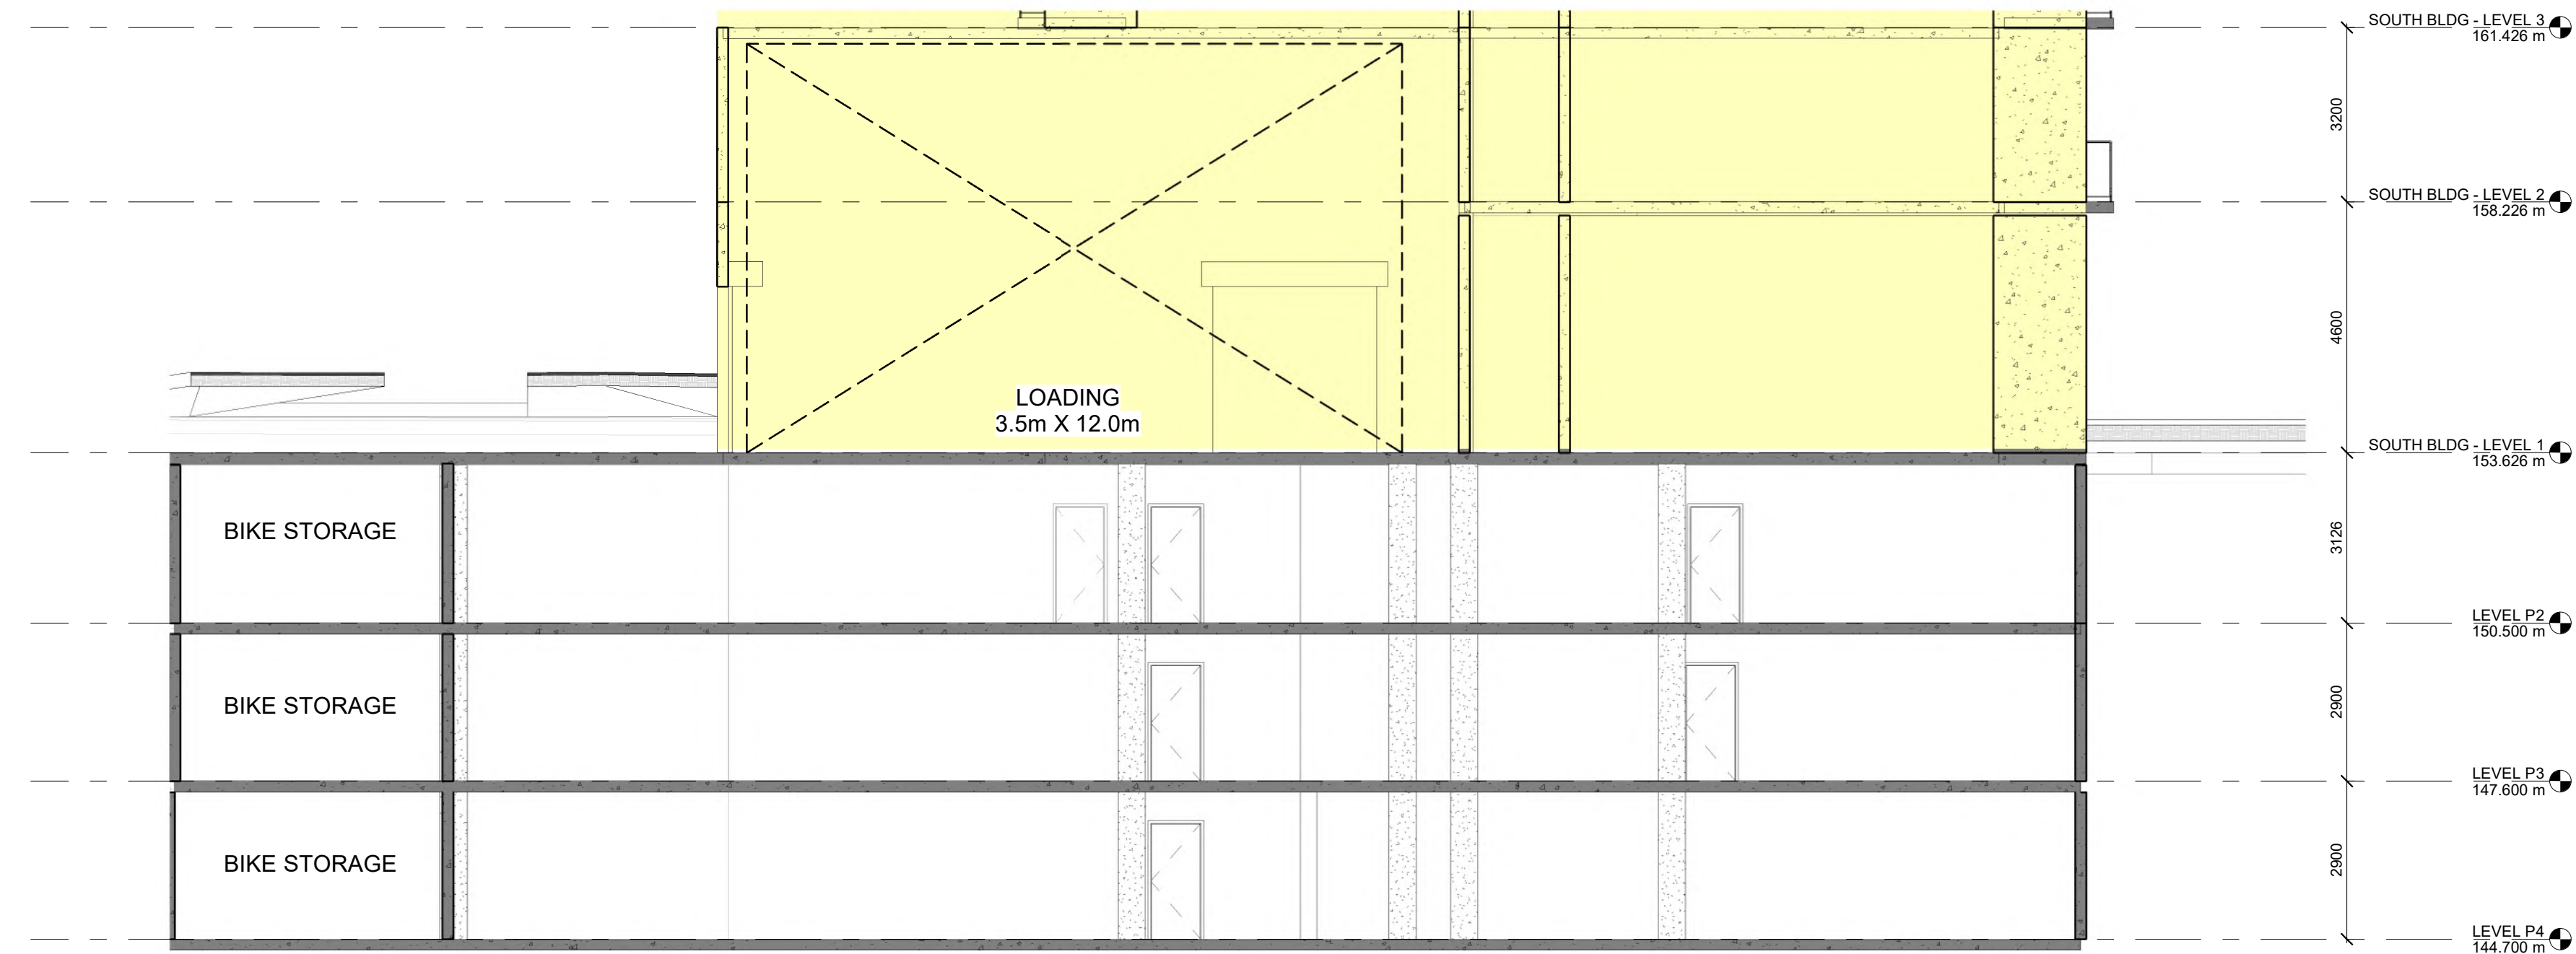 SOUTH BLDG - LEVEL 3
161.426 m
3200
SOUTH BLDG - LEVEL 2
158.226 m
4600
LOADING
3.5m X 12.0m
SOUTH BLDG - LEVEL 1
153.626 m
BIKE STORAGE
3126
LEVEL P2
150.500 m
BIKE STORAGE
2900
LEVEL P3
147.600 m
BIKE STORAGE
2900
LEVEL P4
144.700 m